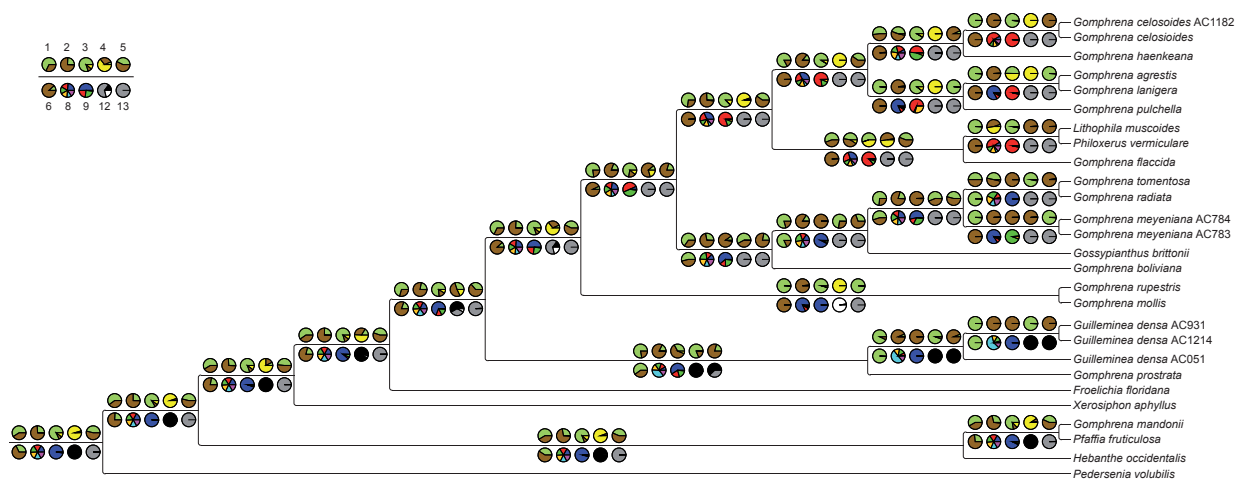 1 2 3 4 5
6 8 9 12 13
Gomphrena celosoides AC1182
Gomphrena celosioides
Gomphrena haenkeana
Gomphrena agrestis
Gomphrena lanigera
Gomphrena pulchella
Lithophila muscoides
Philoxerus vermiculare
Gomphrena flaccida
Gomphrena tomentosa
Gomphrena radiata
Gomphrena meyeniana AC784
Gomphrena meyeniana AC783
Gossypianthus brittonii
Gomphrena boliviana
Gomphrena rupestris
Gomphrena mollis
Guilleminea densa AC931
Guilleminea densa AC1214
Guilleminea densa AC051
Gomphrena prostrata
Froelichia floridana
Xerosiphon aphyllus
Gomphrena mandonii
Pfaffia fruticulosa
Hebanthe occidentalis
Pedersenia volubilis